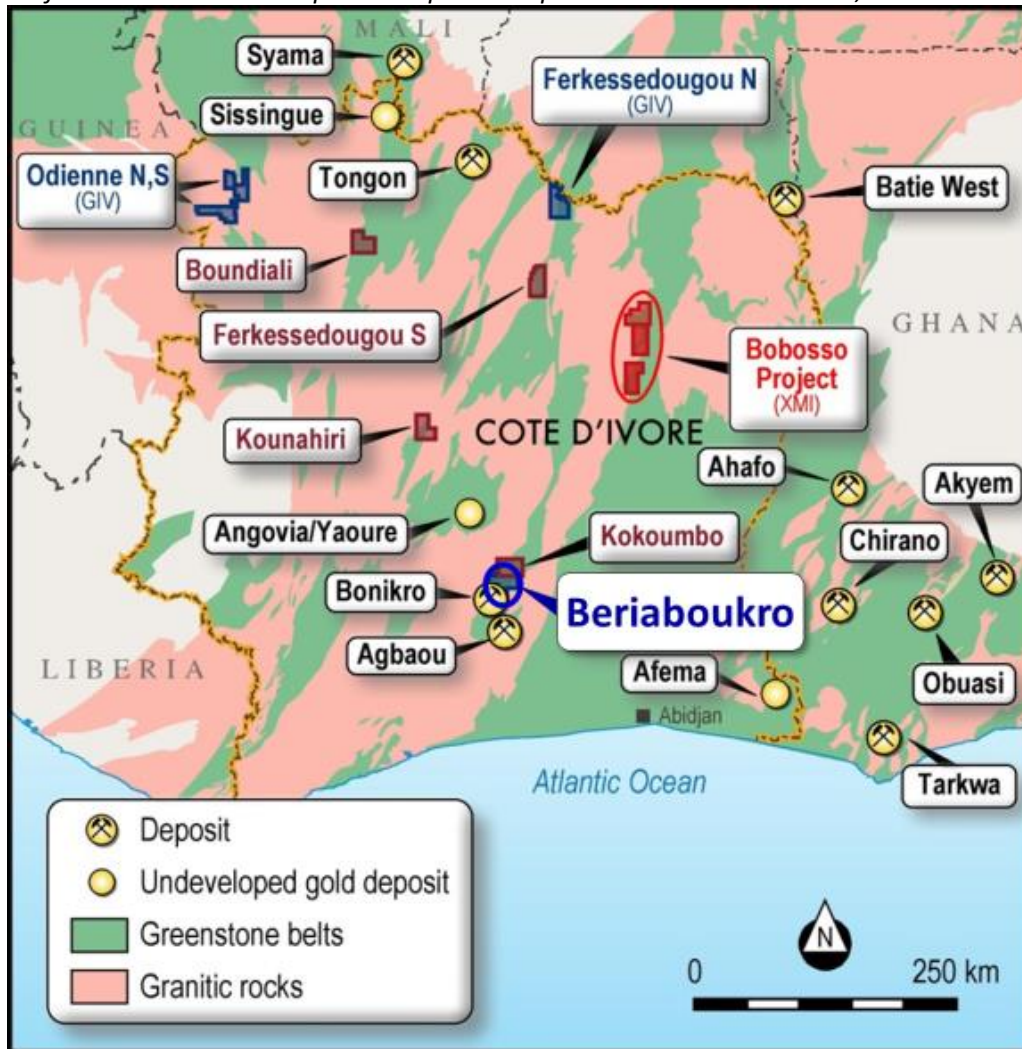 MALI
Syama
Ferkessedougou N
(GIV)
Sissingue
GUINEA
Odienne N,S
(GIV)
Tongon
Batie West
Boundiali
Ferkessedougou S
GHANA
Bobosso
Project
(XMI)
Kounahiri
COTE D'IVORE
Ahafo
Akyem
Angovia/Yaoure
Kokoumbo
Chirano
Bonikro
Beriaboukro
Agbaou
LIBERIA
Afema
Obuasi
Abidjan
Tarkwa
Atlantic Ocean
Deposit
Undeveloped gold deposit
Greenstone belts
Granitic rocks
N
0 250 km